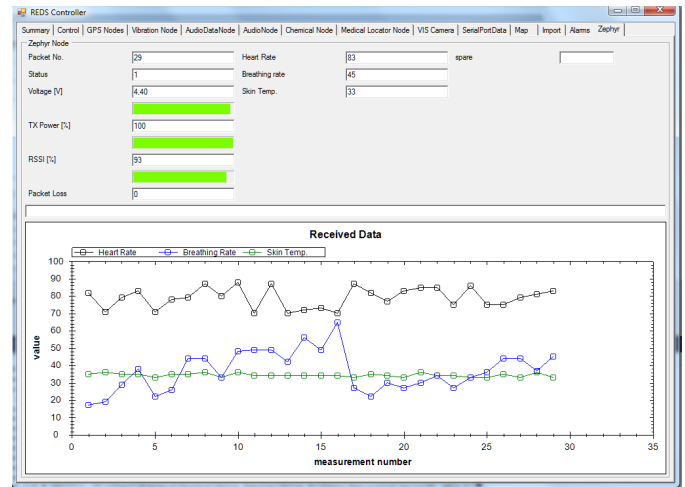 REDS Controller
Summary Control GPS Nodes Vibration Node AudioDataNode AudioNode Chemical Node Medical Locator Node VIS Camera SerialPortData Map Import Alarms Zephyr
Zephyr Node
Packet No. 29 Heart Rate 83 spare
Status 1 Breathing rate 45
Voltage [V] 4.40 Skin Temp. 33
TX Power [%] 100
RSSI [%] 93
Packet Loss 0
Received Data
Heart Rate Breathing Rate Skin Temp.
100
90
80
70
60
50
40
30
20
10
0
value
0 5 10 15 20 25 30 35
measurement number